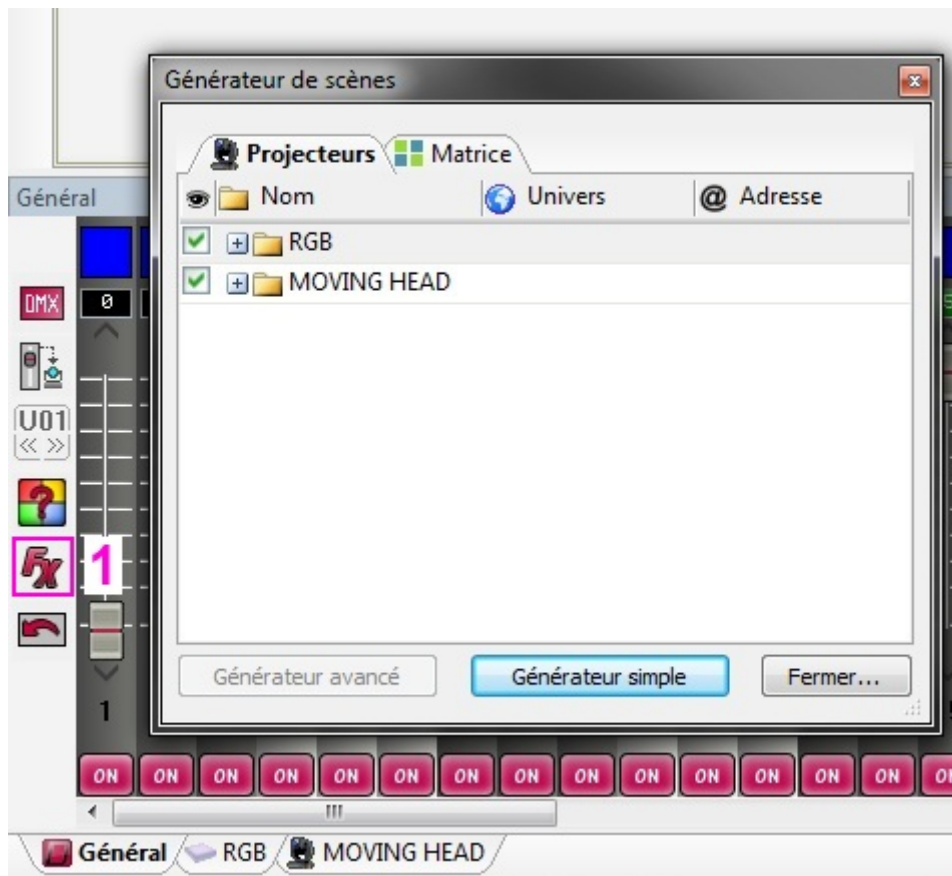 Générateur de scènes
Projecteurs Matrice
Général
Nom Univers @ Adresse
RGB
MOVING HEAD
DMX 0
U01
<< >>
?
FX 1
Générateur avancé Générateur simple Fermer...
1
ON ON ON ON ON ON ON ON ON ON ON ON ON ON
Général RGB MOVING HEAD